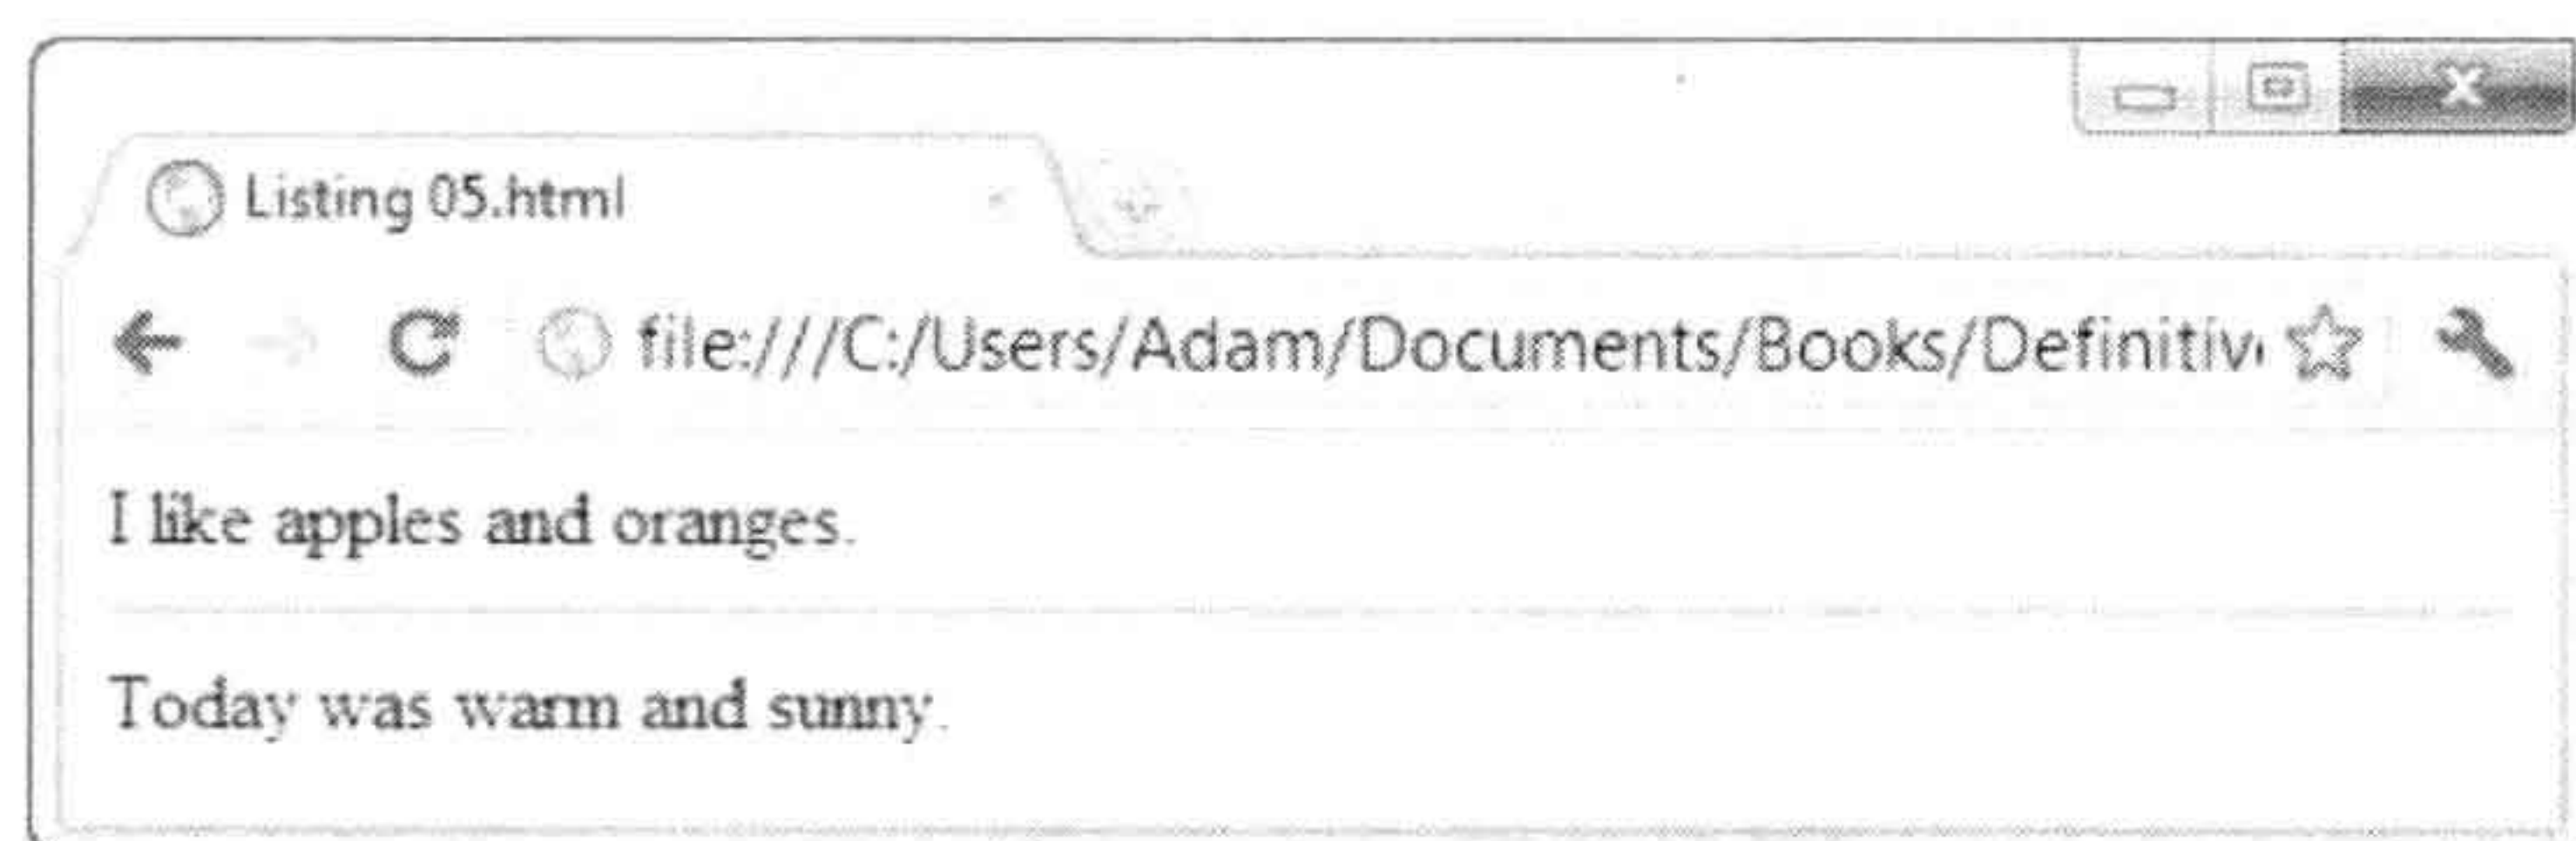 Listing 05.html
file:///C:/Users/Adam/Documents/Books/Definitiv
I like apples and oranges.
Today was warm and sunny.